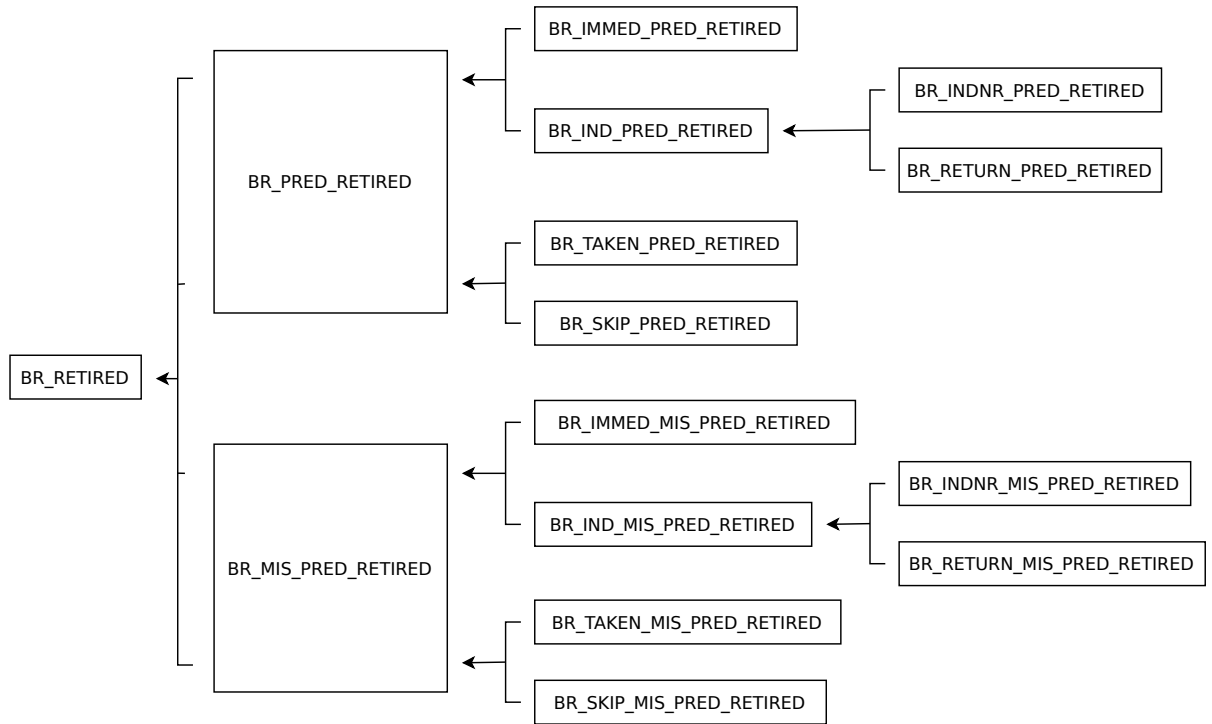 BR_IMMED_PRED_RETIRED
BR_INDNR_PRED_RETIRED
BR_IND_PRED_RETIRED
BR_RETURN_PRED_RETIRED
BR_PRED_RETIRED
BR_TAKEN_PRED_RETIRED
BR_SKIP_PRED_RETIRED
BR_RETIRED
BR_IMMED_MIS_PRED_RETIRED
BR_INDNR_MIS_PRED_RETIRED
BR_IND_MIS_PRED_RETIRED
BR_RETURN_MIS_PRED_RETIRED
BR_MIS_PRED_RETIRED
BR_TAKEN_MIS_PRED_RETIRED
BR_SKIP_MIS_PRED_RETIRED